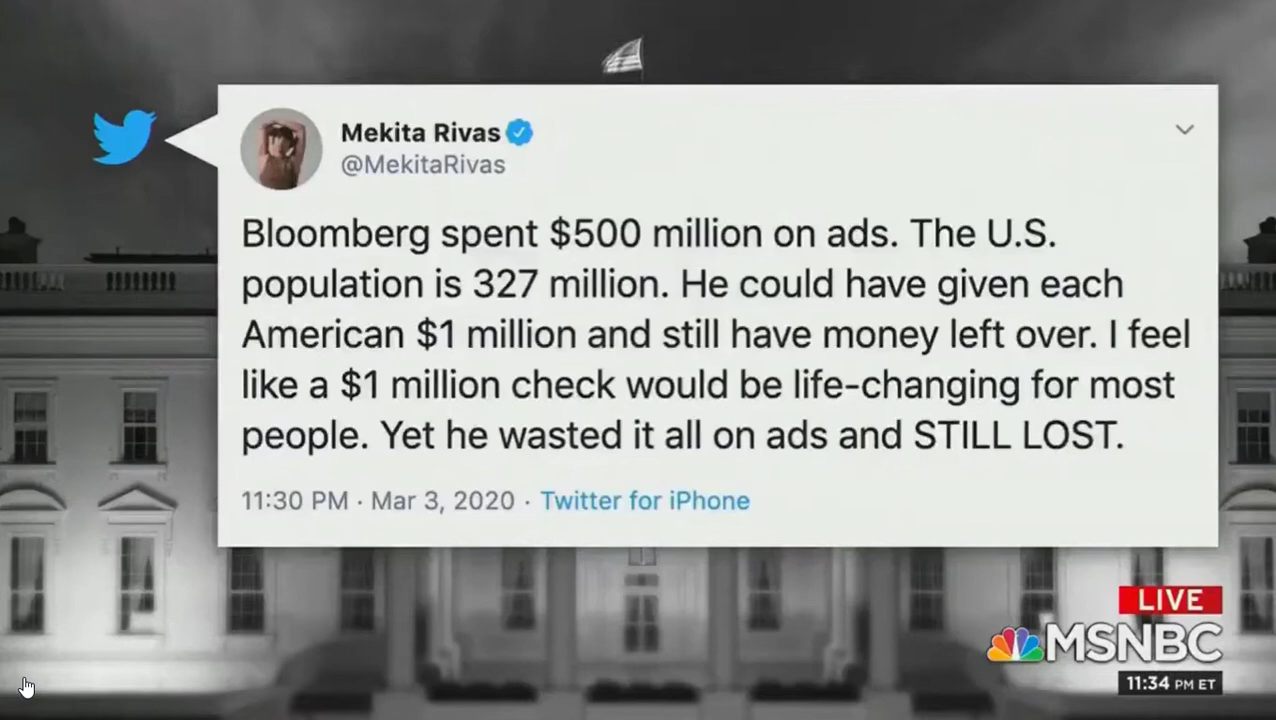 Mekita Rivas
@MekitaRivas
Bloomberg spent $500 million on ads. The U.S.
population is 327 million. He could have given each
American $1 million and still have money left over. I feel
like a $1 million check would be life-changing for most
people. Yet he wasted it all on ads and STILL LOST.
11:30 PM · Mar 3, 2020 · Twitter for iPhone
LIVE
MSNBC
11:34 PM ET